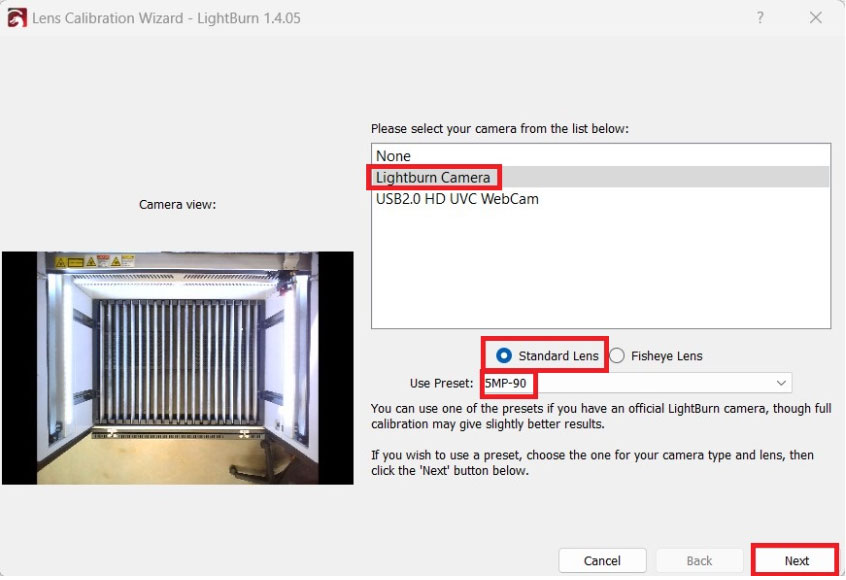 Lens Calibration Wizard - LightBurn 1.4.05
Please select your camera from the list below:
None
Lightburn Camera
USB2.0 HD UVC WebCam
Camera view:
Standard Lens
Fisheye Lens
Use Preset:
5MP-90
You can use one of the presets if you have an official LightBurn camera, though full
calibration may give slightly better results.
If you wish to use a preset, choose the one for your camera type and lens, then
click the 'Next' button below.
Cancel
Back
Next